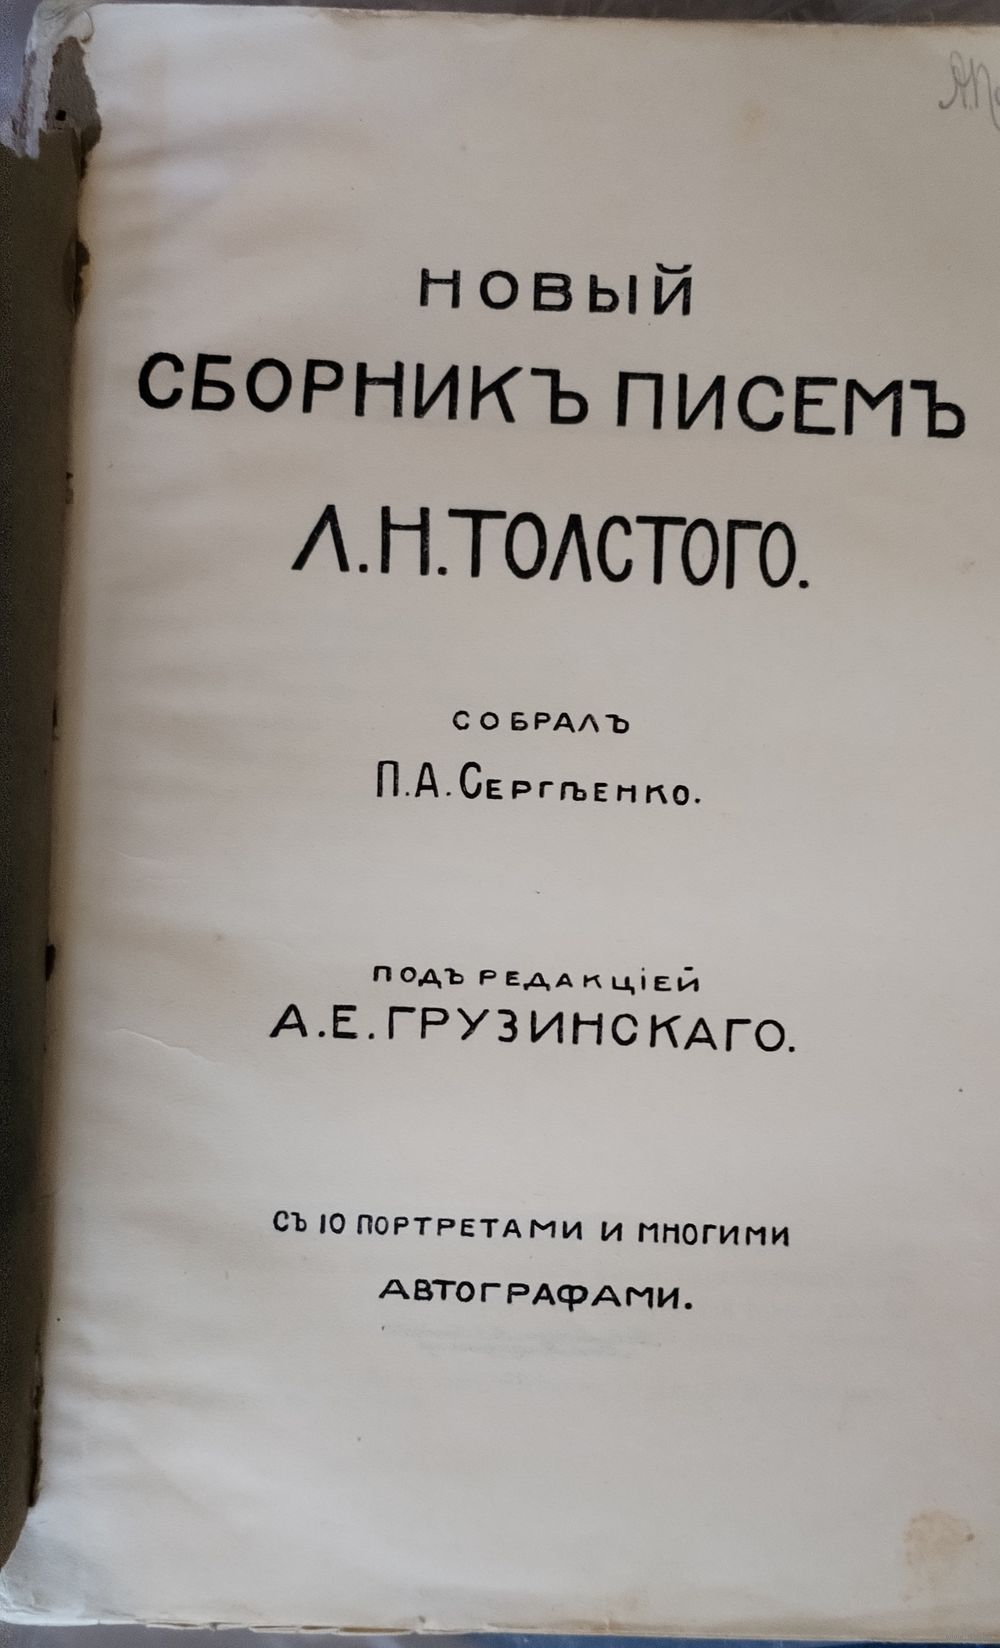 НОВЫЙ
СБОРНИКЪ ПИСЕМЪ
Л.Н.ТОЛСТОГО.
СОБРАЛЪ
П.А.СЕРГѢЕНКО.
ПОДЪ РЕДАКЦІЕЙ
А.Е.ГРУЗИНСКАГО.
СЪ 10 ПОРТРЕТАМИ И МНОГИМИ
АВТОГРАФАМИ.